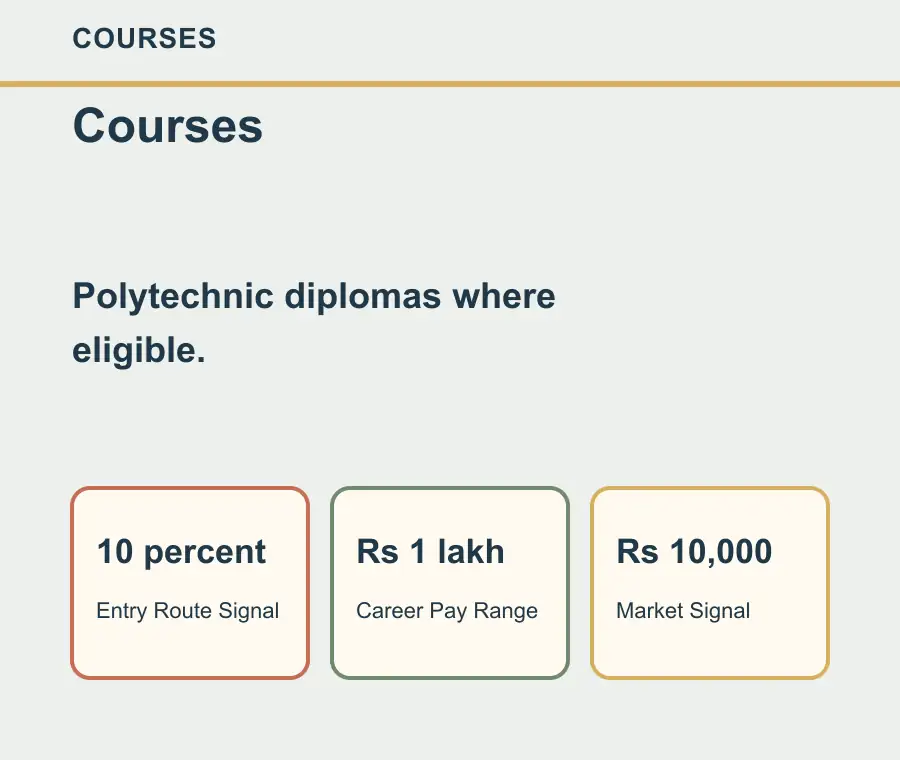 COURSES
Courses
Polytechnic diplomas where
eligible.
10 percent
Entry Route Signal
Rs 1 lakh
Career Pay Range
Rs 10,000
Market Signal